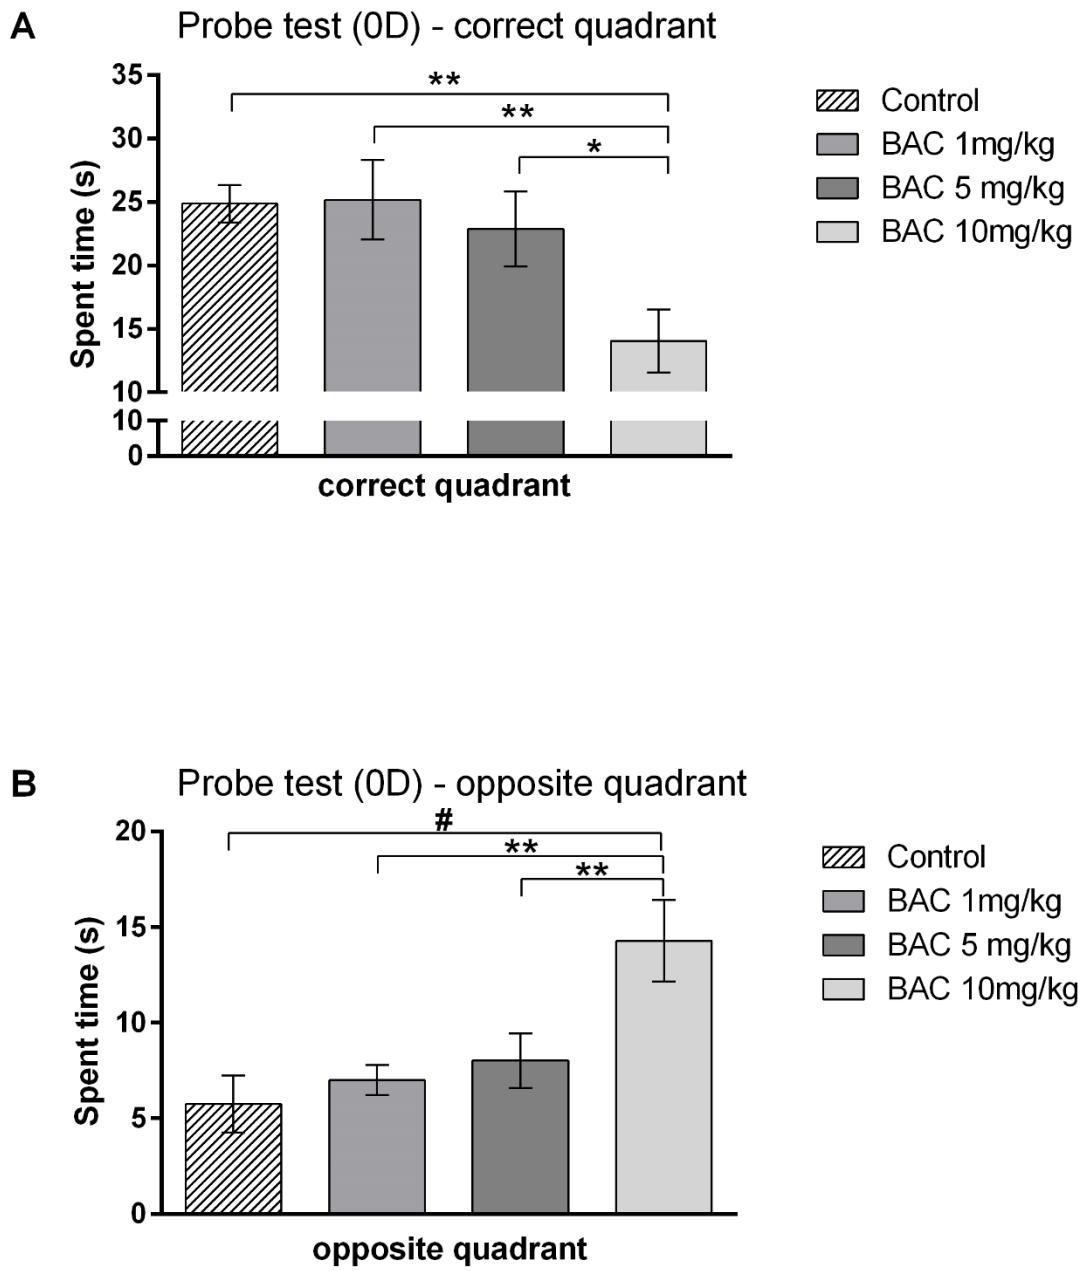 A
Probe test (0D) - correct quadrant
Spent time (s)
35
30
25
20
15
10
10
0
**
**
*
correct quadrant
Control
BAC 1mg/kg
BAC 5 mg/kg
BAC 10mg/kg
B
Probe test (0D) - opposite quadrant
Spent time (s)
20
15
10
5
0
#
**
**
opposite quadrant
Control
BAC 1mg/kg
BAC 5 mg/kg
BAC 10mg/kg